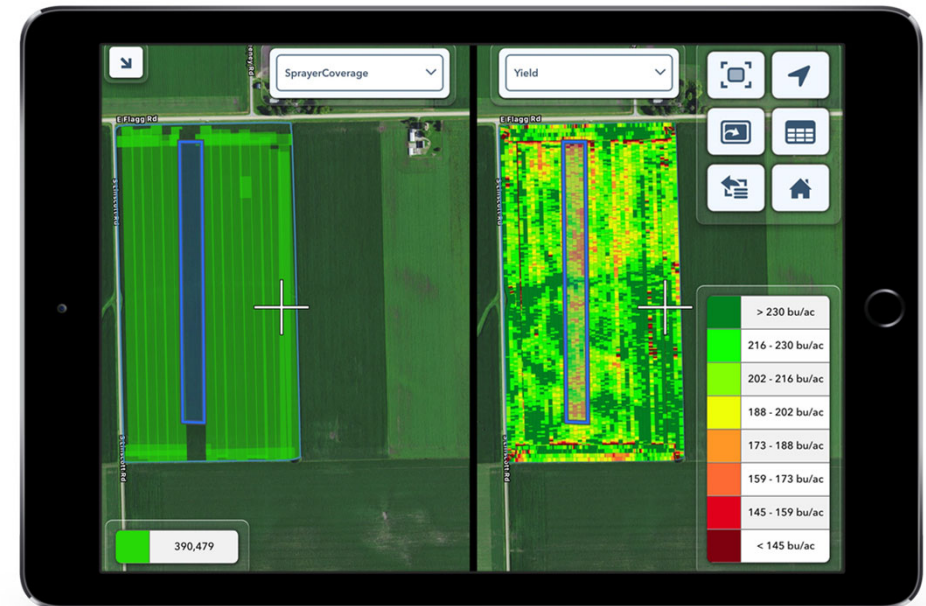 SprayerCoverage
Yield
E Flagg Rd
E Flagg Rd
> 230 bu/ac
216 - 230 bu/ac
202 - 216 bu/ac
188 - 202 bu/ac
173 - 188 bu/ac
159 - 173 bu/ac
145 - 159 bu/ac
< 145 bu/ac
390,479